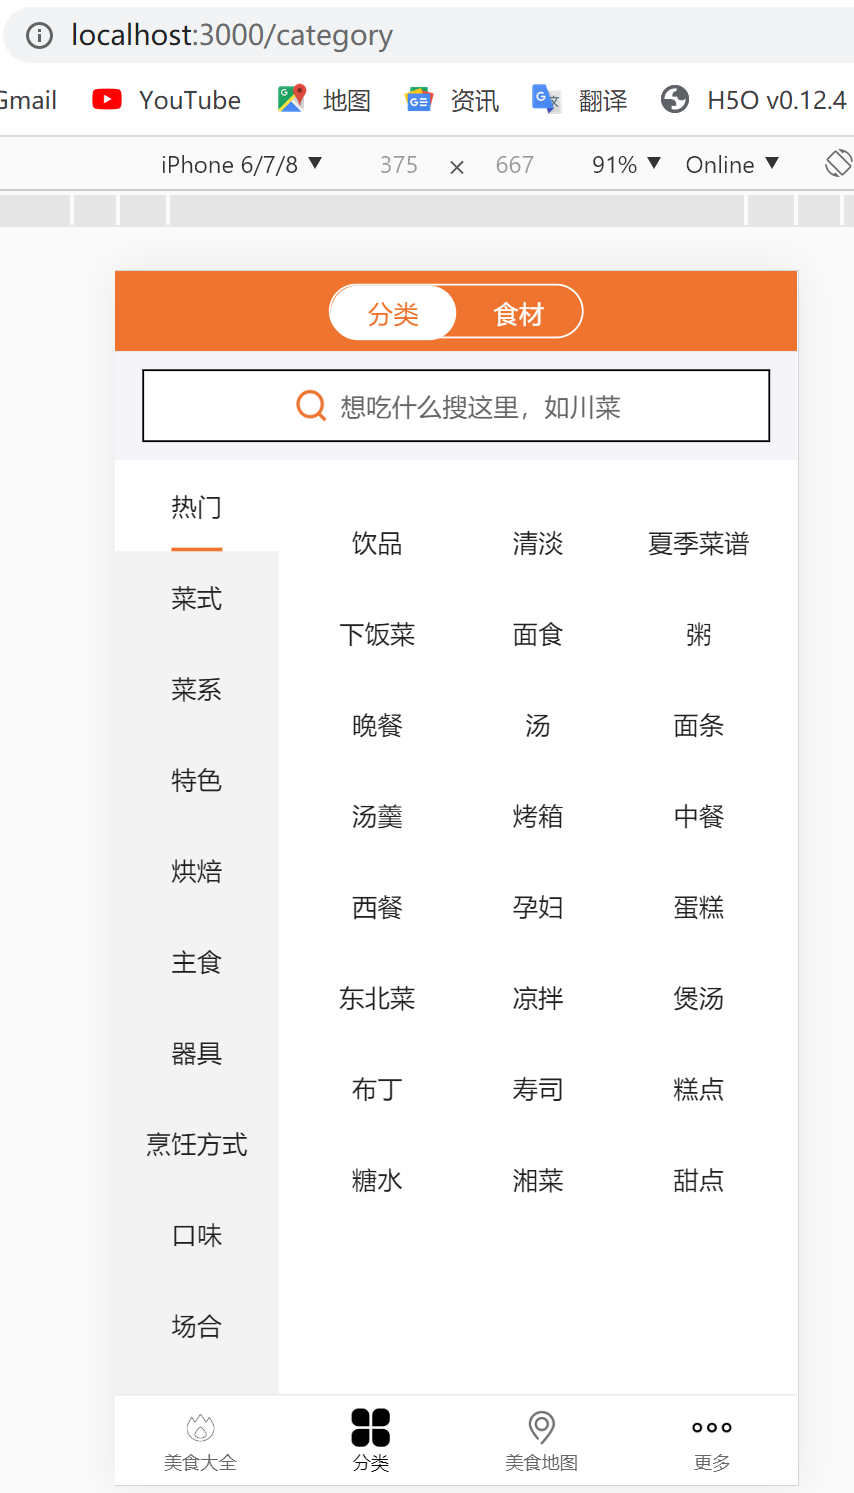 localhost:3000/category
Gmail YouTube 地图 资讯 翻译 H5O v0.12.4
iPhone 6/7/8 ▼ 375 × 667 91% ▼ Online ▼
分类 食材
想吃什么搜这里，如川菜
热门
饮品 清淡 夏季菜谱
菜式
下饭菜 面食 粥
菜系
晚餐 汤 面条
特色
汤羹 烤箱 中餐
烘焙
西餐 孕妇 蛋糕
主食
东北菜 凉拌 煲汤
器具
布丁 寿司 糕点
烹饪方式
糖水 湘菜 甜点
口味
场合
美食大全 分类 美食地图 更多